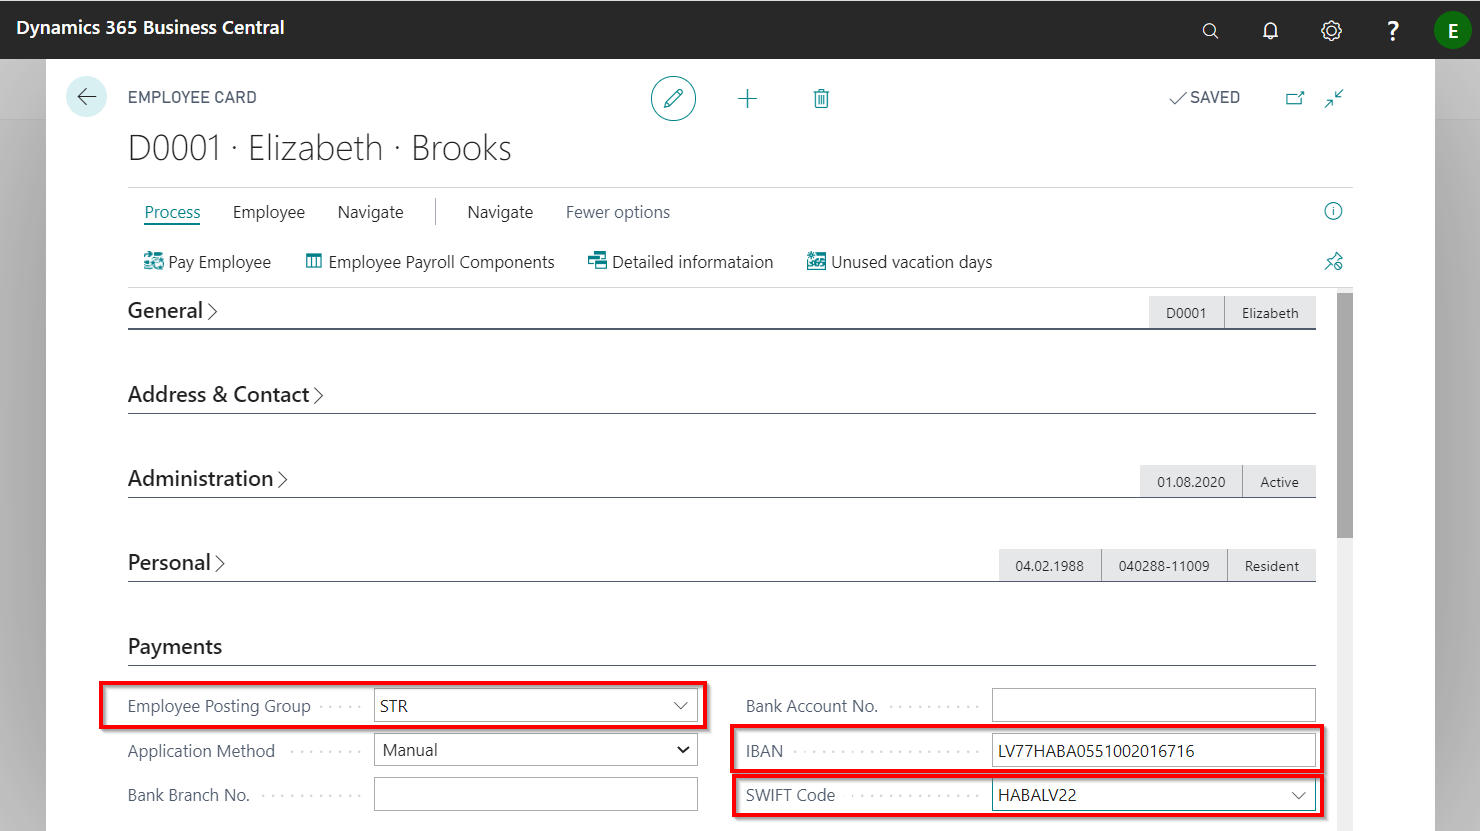 Dynamics 365 Business Central
?
E
EMPLOYEE CARD
SAVED
D0001 · Elizabeth · Brooks
Process Employee Navigate Navigate Fewer options
Pay Employee Employee Payroll Components Detailed informataion Unused vacation days
General D0001 Elizabeth
Address & Contact
Administration 01.08.2020 Active
Personal 04.02.1988 040288-11009 Resident
Payments
Employee Posting Group STR Bank Account No.
Application Method Manual IBAN LV77HABA0551002016716
Bank Branch No. SWIFT Code HABALV22